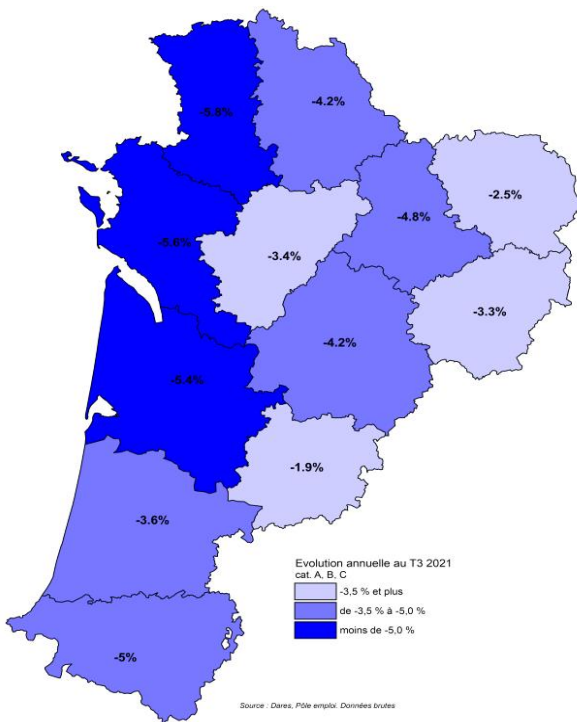 -5.8%
-4.2%
-2.5%
-4.8%
-5.6%
-3.4%
-3.3%
-4.2%
-5.4%
-1.9%
-3.6%
Evolution annuelle au T3 2021
cat. A, B, C
-3,5 % et plus
de -3,5 % à -5,0 %
moins de -5,0 %
-5%
Source : Dares, Pôle emploi. Données brutes